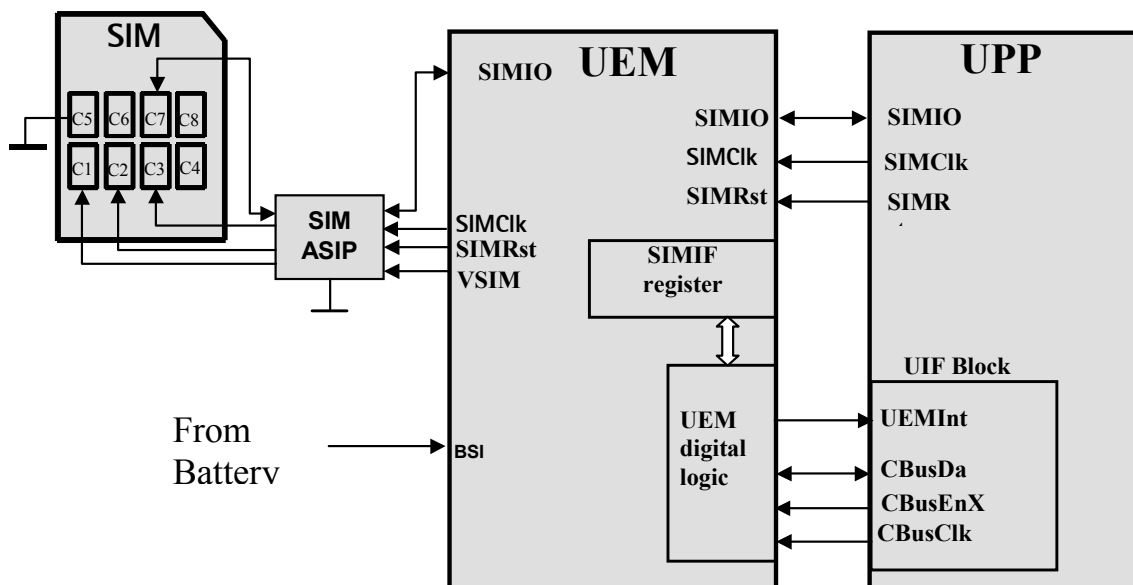 SIM
C5 C6 C7 C8
C1 C2 C3 C4
SIM
ASIP
UEM
SIMIO
SIMClk
SIMRst
VSIM
SIMIO
SIMClk
SIMRst
SIMIF
register
UEM
digital
logic
BSI
From
Battery
UPP
SIMIO
SIMClk
SIMR
UIF Block
UEMInt
CBusDa
CBusEnX
CBusClk